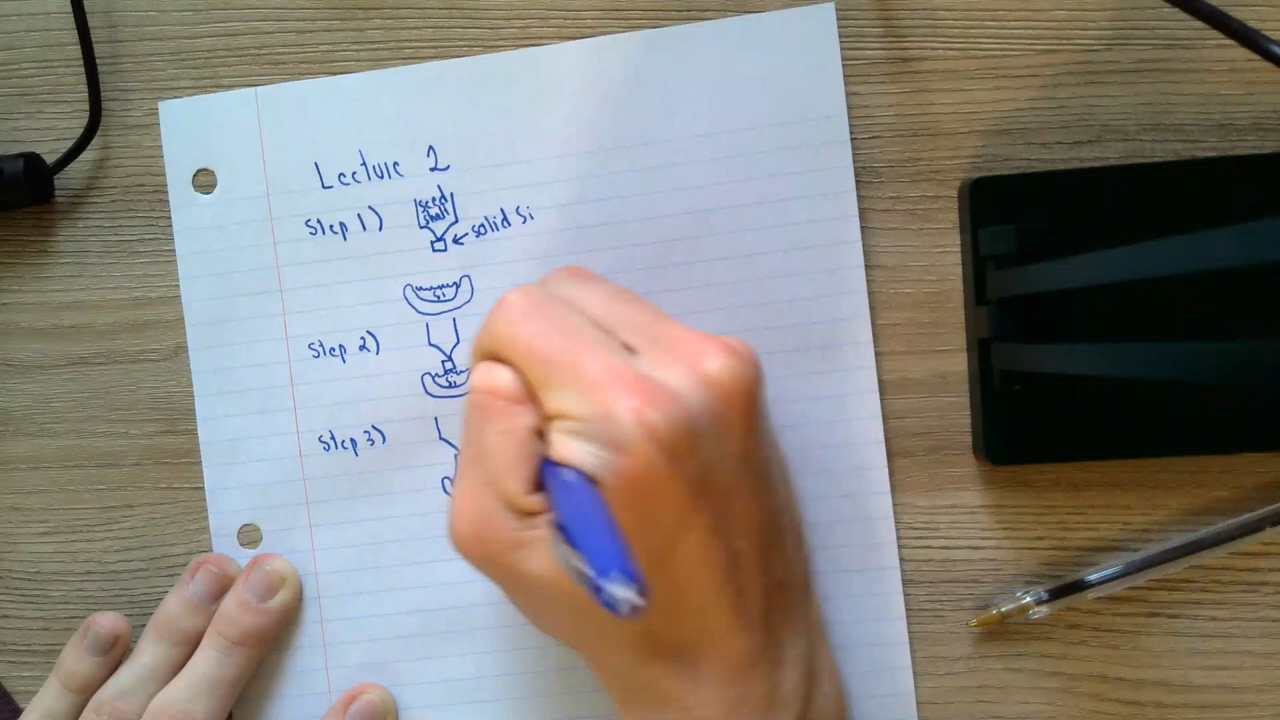 Lecture 2
Step 1)
seed
shaft
solid Si
Si
Step 2)
Si
Step 3)